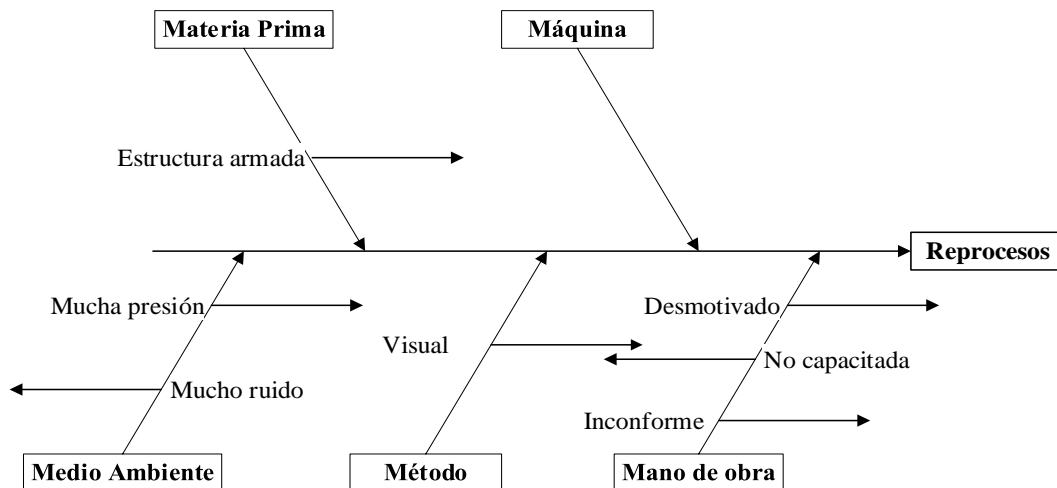 Materia Prima
Máquina
Estructura armada
Reprocesos
Mucha presión
Desmotivado
Visual
No capacitada
Mucho ruido
Inconforme
Medio Ambiente
Método
Mano de obra